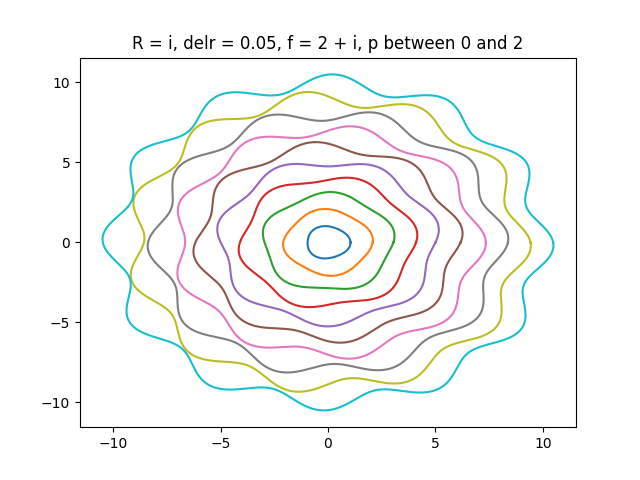 R = i, delr = 0.05, f = 2 + i, p between 0 and 2
10
5
0
−5
−10
−10 −5 0 5 10